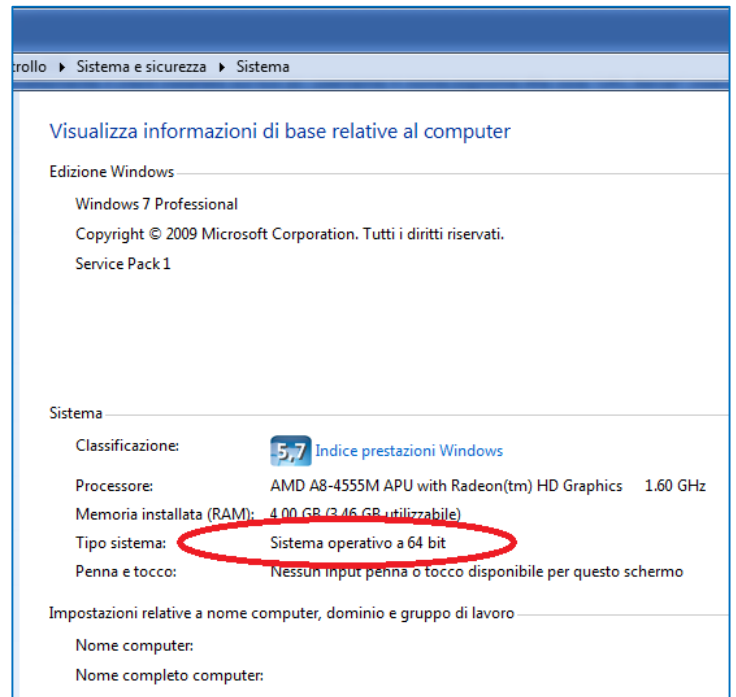 trollo ▸ Sistema e sicurezza ▸ Sistema
Visualizza informazioni di base relative al computer
Edizione Windows
Windows 7 Professional
Copyright © 2009 Microsoft Corporation. Tutti i diritti riservati.
Service Pack 1
Sistema
Classificazione: 5,7 Indice prestazioni Windows
Processore: AMD A8-4555M APU with Radeon(tm) HD Graphics 1.60 GHz
Memoria installata (RAM): 4,00 GB (3,46 GB utilizzabile)
Tipo sistema: Sistema operativo a 64 bit
Penna e tocco: Nessun input penna o tocco disponibile per questo schermo
Impostazioni relative a nome computer, dominio e gruppo di lavoro
Nome computer:
Nome completo computer: